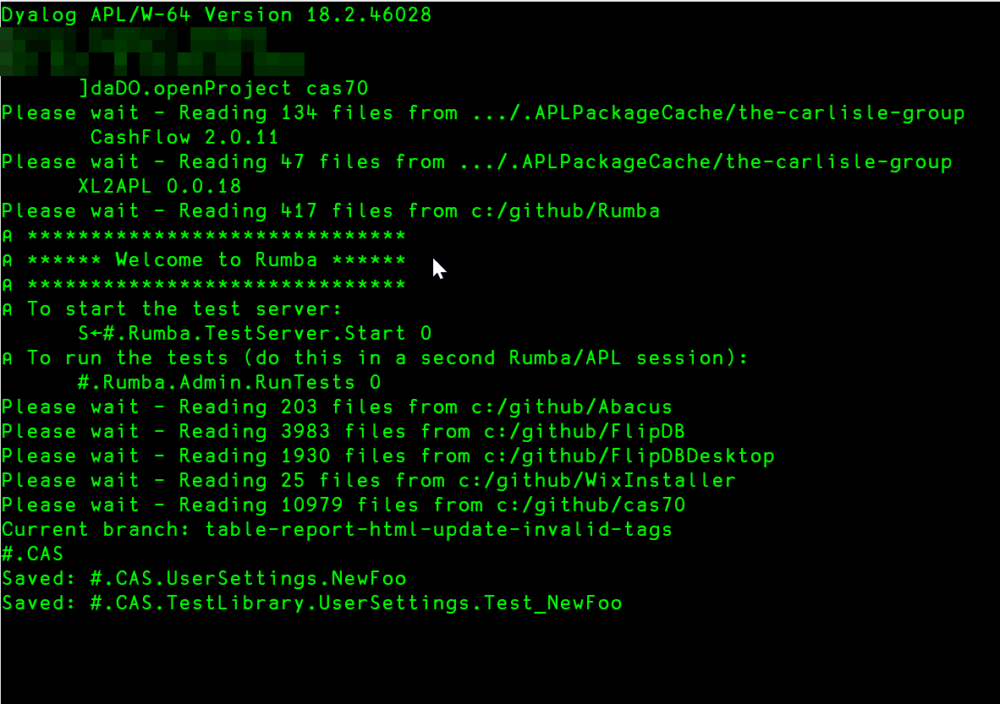 Dyalog APL/W-64 Version 18.2.46028
]daDO.openProject cas70
Please wait - Reading 134 files from .../.APLPackageCache/the-carlisle-group
CashFlow 2.0.11
Please wait - Reading 47 files from .../.APLPackageCache/the-carlisle-group
XL2APL 0.0.18
Please wait - Reading 417 files from c:/github/Rumba
⍝ ******************************
⍝ ****** Welcome to Rumba ******
⍝ ******************************
⍝ To start the test server:
S←#.Rumba.TestServer.Start 0
⍝ To run the tests (do this in a second Rumba/APL session):
#.Rumba.Admin.RunTests 0
Please wait - Reading 203 files from c:/github/Abacus
Please wait - Reading 3983 files from c:/github/FlipDB
Please wait - Reading 1930 files from c:/github/FlipDBDesktop
Please wait - Reading 25 files from c:/github/WixInstaller
Please wait - Reading 10979 files from c:/github/cas70
Current branch: table-report-html-update-invalid-tags
#.CAS
Saved: #.CAS.UserSettings.NewFoo
Saved: #.CAS.TestLibrary.UserSettings.Test_NewFoo